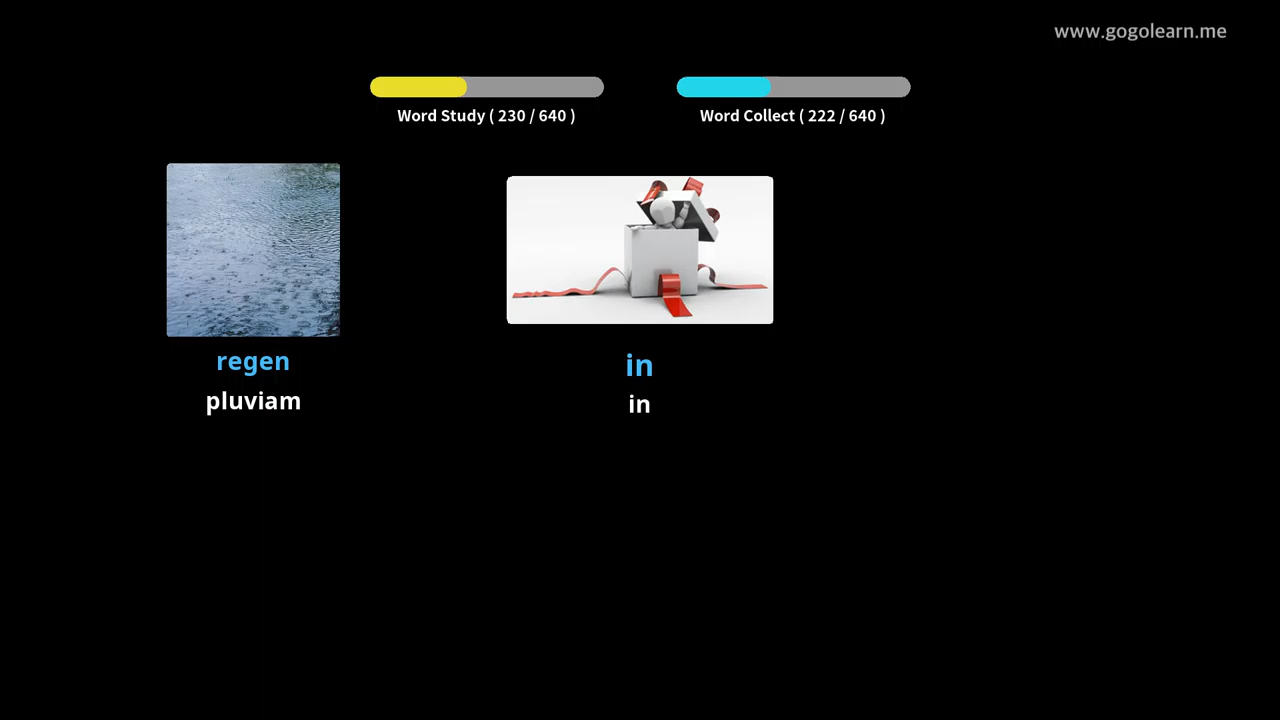 www.gogolearn.me
Word Study ( 230 / 640 )
Word Collect ( 222 / 640 )
regen
pluviam
in
in